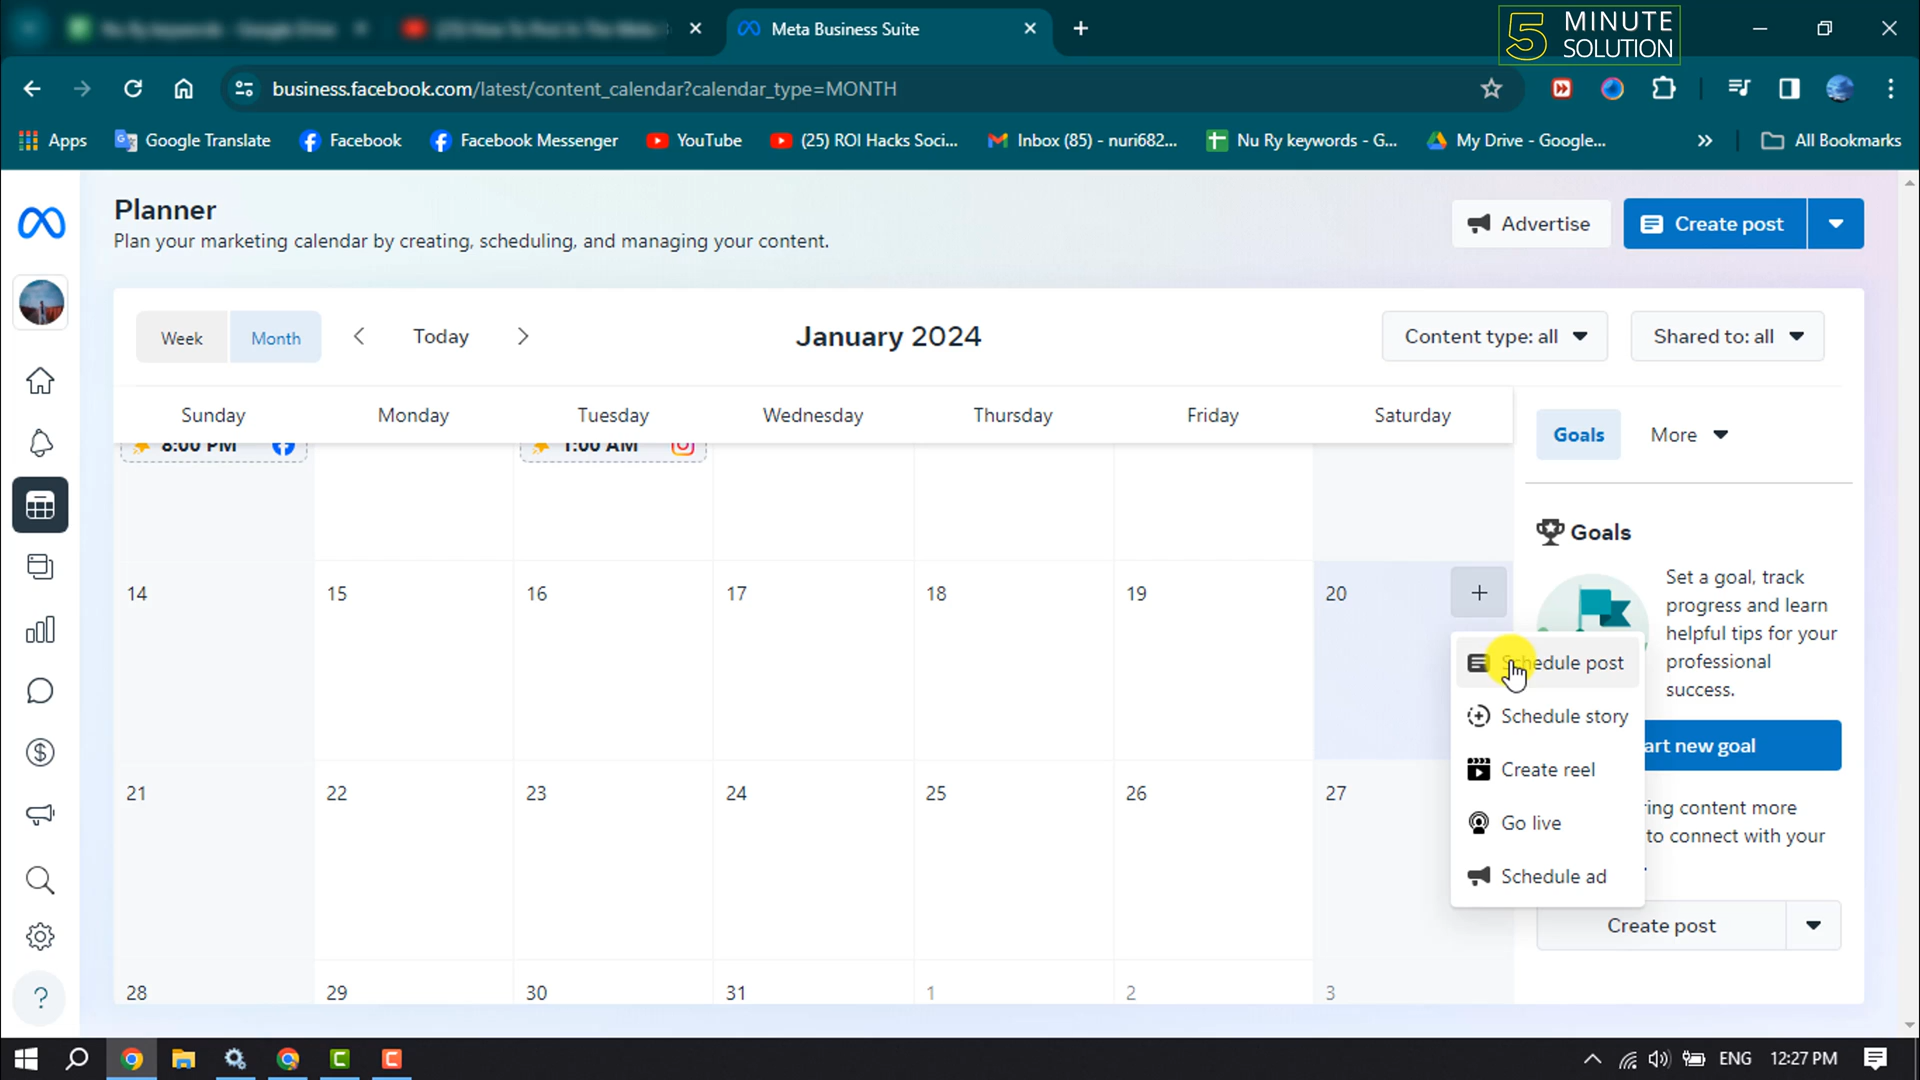 Meta Business Suite
5 MINUTE
SOLUTION
business.facebook.com/latest/content_calendar?calendar_type=MONTH
Apps
Google Translate
Facebook
Facebook Messenger
YouTube
(25) ROI Hacks Soci...
Inbox (85) - nuri682...
Nu Ry keywords - G...
My Drive - Google...
All Bookmarks
Planner
Plan your marketing calendar by creating, scheduling, and managing your content.
Advertise
Create post
Week
Month
Today
January 2024
Content type: all
Shared to: all
Sunday Monday Tuesday Wednesday Thursday Friday Saturday
8:00 PM
1:00 AM
Goals
More
Goals
Set a goal, track
progress and learn
helpful tips for your
professional
success.
14 15 16 17 18 19 20
Schedule post
Schedule story
Create reel
Go live
Schedule ad
art new goal
ring content more
to connect with your
Create post
21 22 23 24 25 26 27
28 29 30 31 1 2 3
ENG
12:27 PM